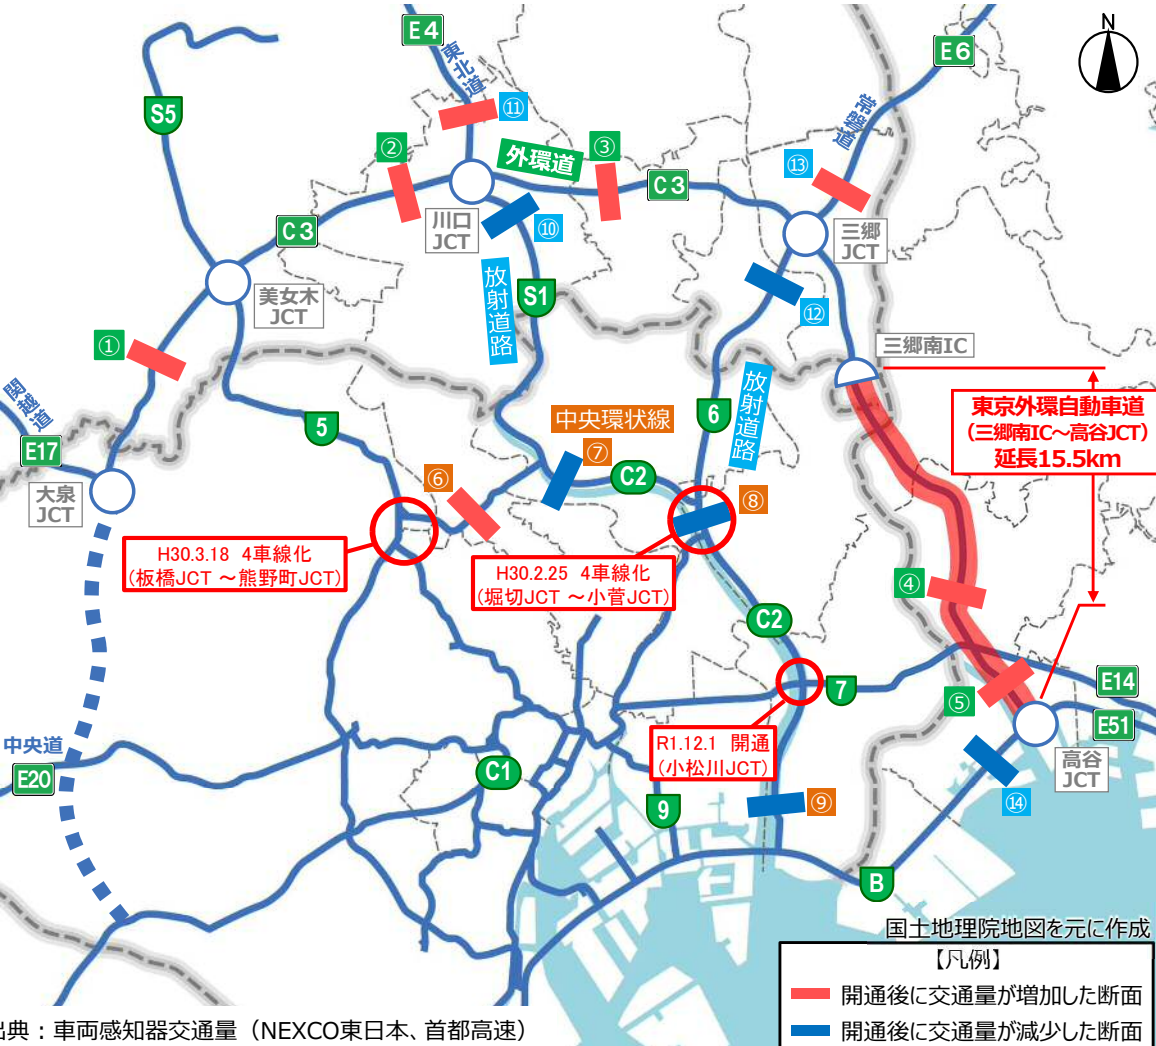 E4
東北道
E6
N
常磐道
S5
⑪
②
外環道
③
C3
⑬
川口
JCT
⑩
三郷
JCT
C3
放射道路
S1
美女木
JCT
⑫
①
三郷南IC
関越道
放射道路
東京外環自動車道
(三郷南IC～高谷JCT)
延長15.5km
5
中央環状線
6
E17
⑦
C2
大泉
JCT
⑥
⑧
H30.3.18 4車線化
(板橋JCT ～熊野町JCT)
H30.2.25 4車線化
(堀切JCT ～小菅JCT)
④
C2
7
E14
⑤
E51
中央道
E20
R1.12.1 開通
(小松川JCT)
C1
高谷
JCT
9
⑨
⑭
B
国土地理院地図を元に作成
【凡例】
開通後に交通量が増加した断面
開通後に交通量が減少した断面
出典：車両感知器交通量（NEXCO東日本、首都高速）